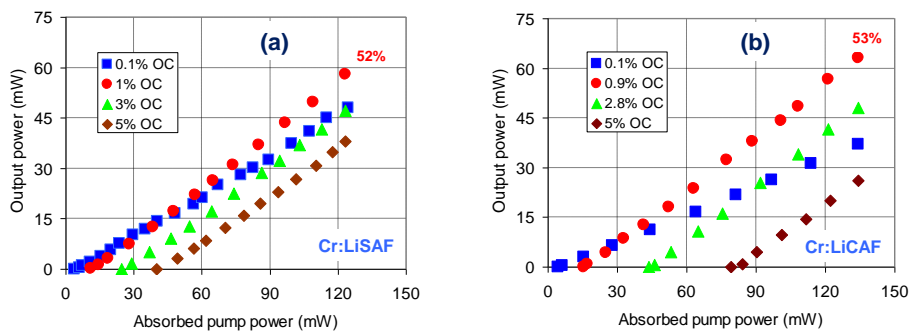 (a)
52%
Output power (mW)
75
60
45
30
15
0
0.1% OC
1% OC
3% OC
5% OC
Cr:LiSAF
0 30 60 90 120 150
Absorbed pump power (mW)
(b)
53%
Output power (mW)
75
60
45
30
15
0
0.1% OC
0.9% OC
2.8% OC
5% OC
Cr:LiCAF
0 30 60 90 120 150
Absorbed pump power (mW)